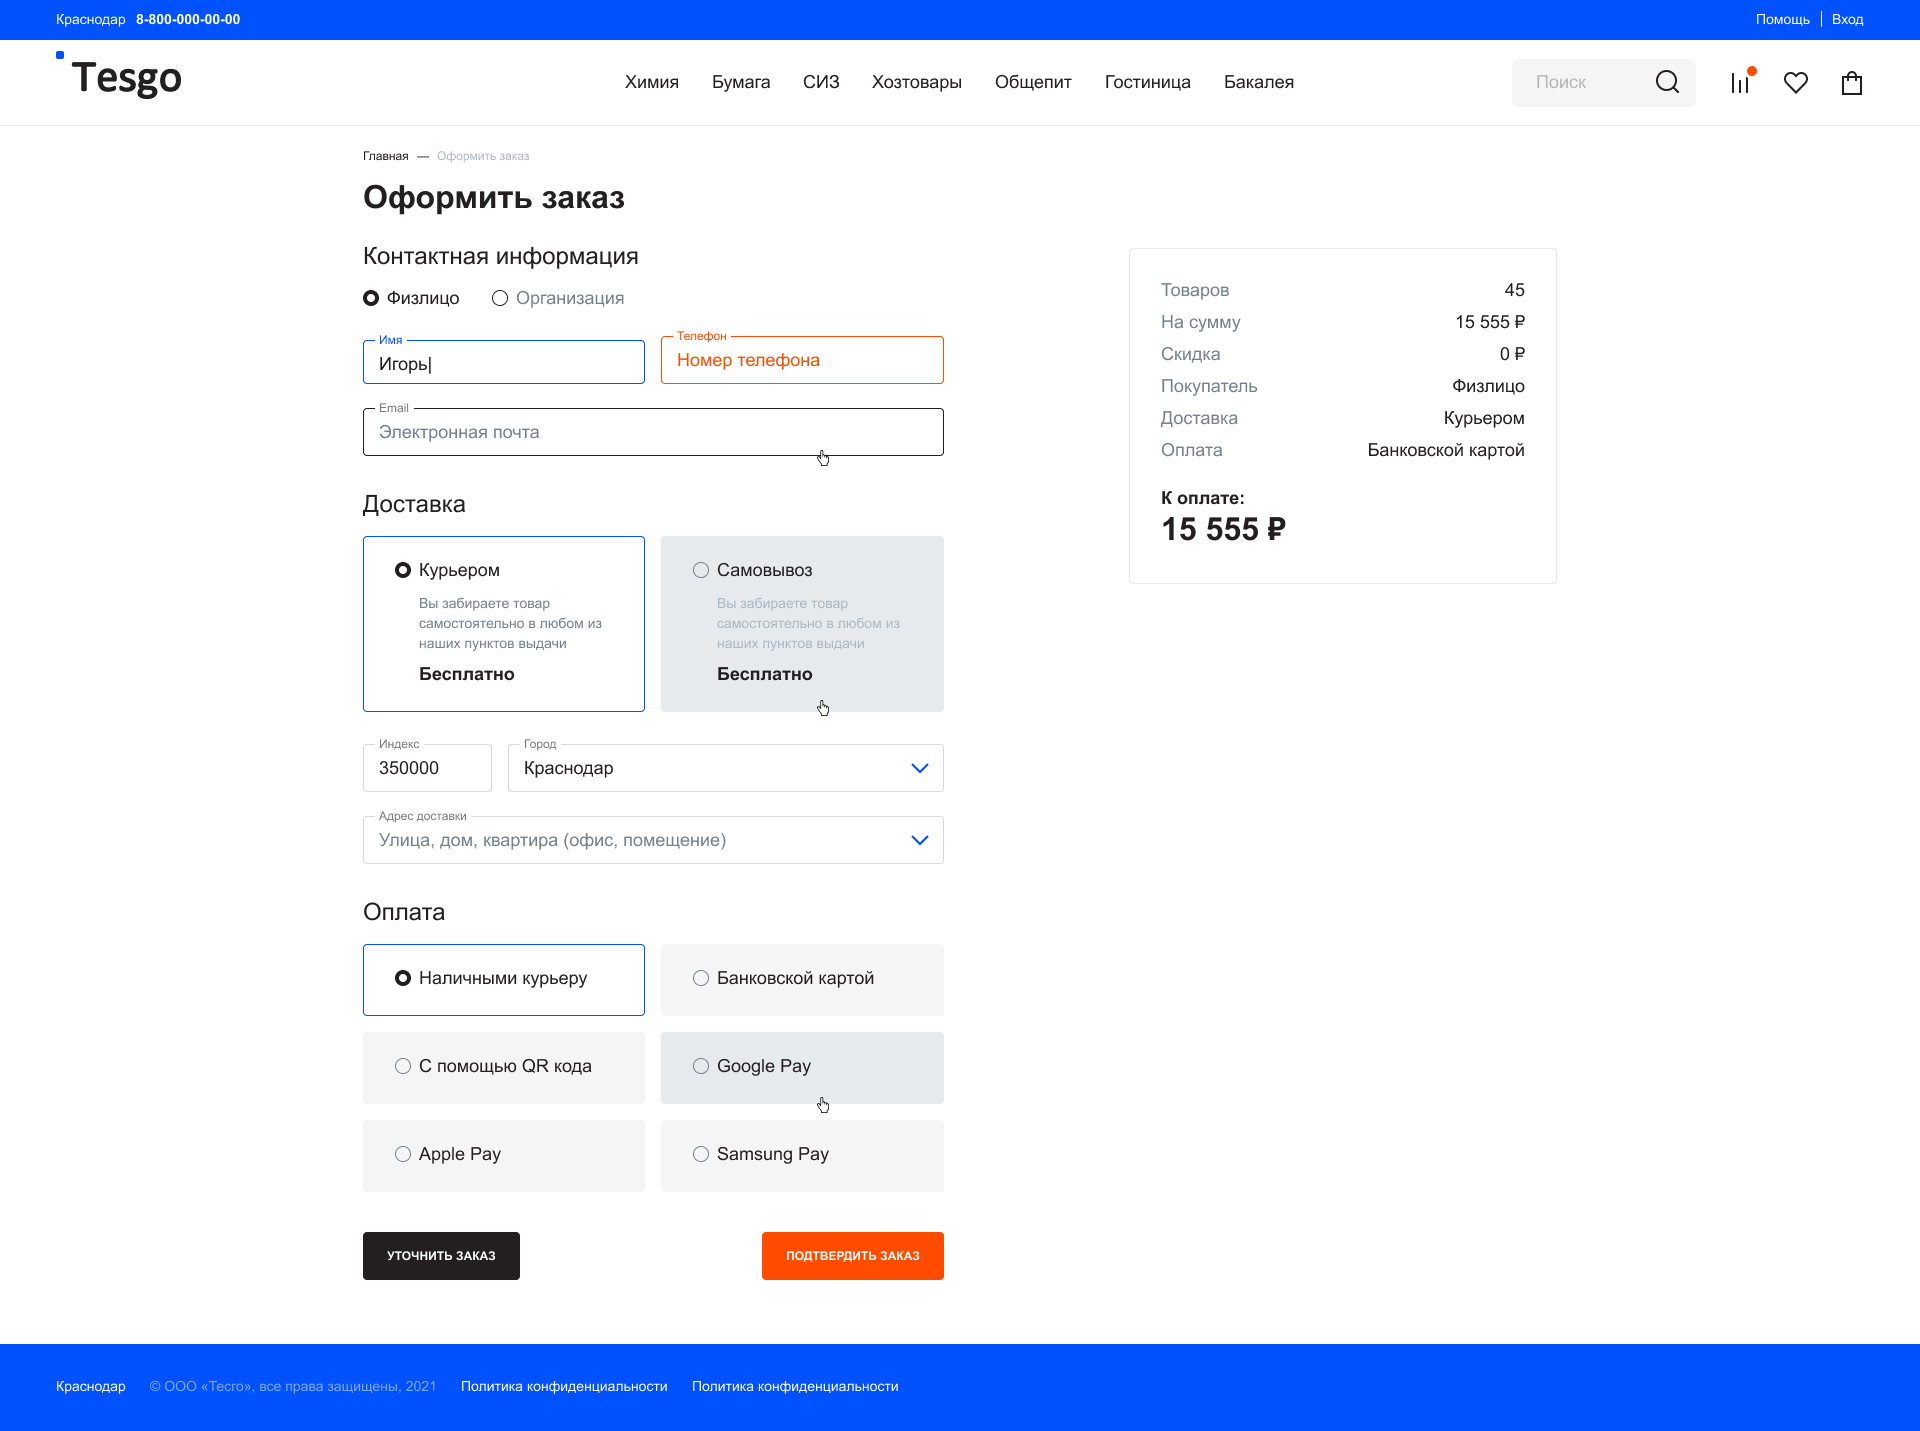 Краснодар 8-800-000-00-00
Помощь Вход
Tesgo
Химия Бумага СИЗ Хозтовары Общепит Гостиница Бакалея
Поиск
Главная — Оформить заказ
Оформить заказ
Контактная информация
Физлицо Организация
Имя
Игорь
Телефон
Номер телефона
Email
Электронная почта
Доставка
Курьером
Вы забираете товар
самостоятельно в любом из
наших пунктов выдачи
Бесплатно
Самовывоз
Вы забираете товар
самостоятельно в любом из
наших пунктов выдачи
Бесплатно
Индекс
350000
Город
Краснодар
Адрес доставки
Улица, дом, квартира (офис, помещение)
Оплата
Наличными курьеру
Банковской картой
С помощью QR кода
Google Pay
Apple Pay
Samsung Pay
УТОЧНИТЬ ЗАКАЗ
ПОДТВЕРДИТЬ ЗАКАЗ
Товаров 45
На сумму 15 555 ₽
Скидка 0 ₽
Покупатель Физлицо
Доставка Курьером
Оплата Банковской картой
К оплате:
15 555 ₽
Краснодар © ООО «Тесго», все права защищены, 2021 Политика конфиденциальности Политика конфиденциальности